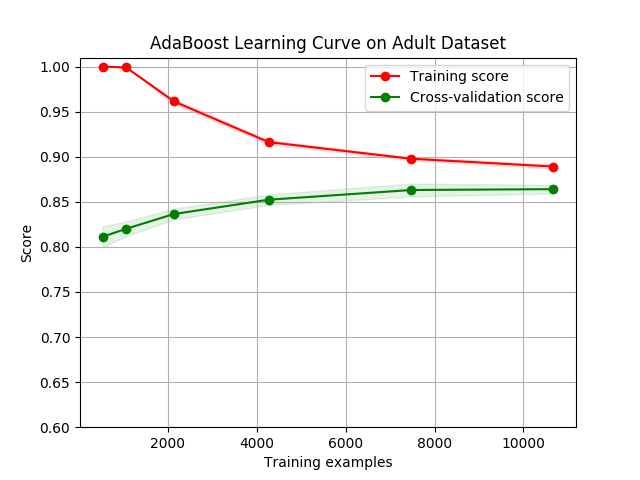 AdaBoost Learning Curve on Adult Dataset
Training score
Cross-validation score
1.00
0.95
0.90
0.85
0.80
0.75
0.70
0.65
0.60
Score
2000 4000 6000 8000 10000
Training examples